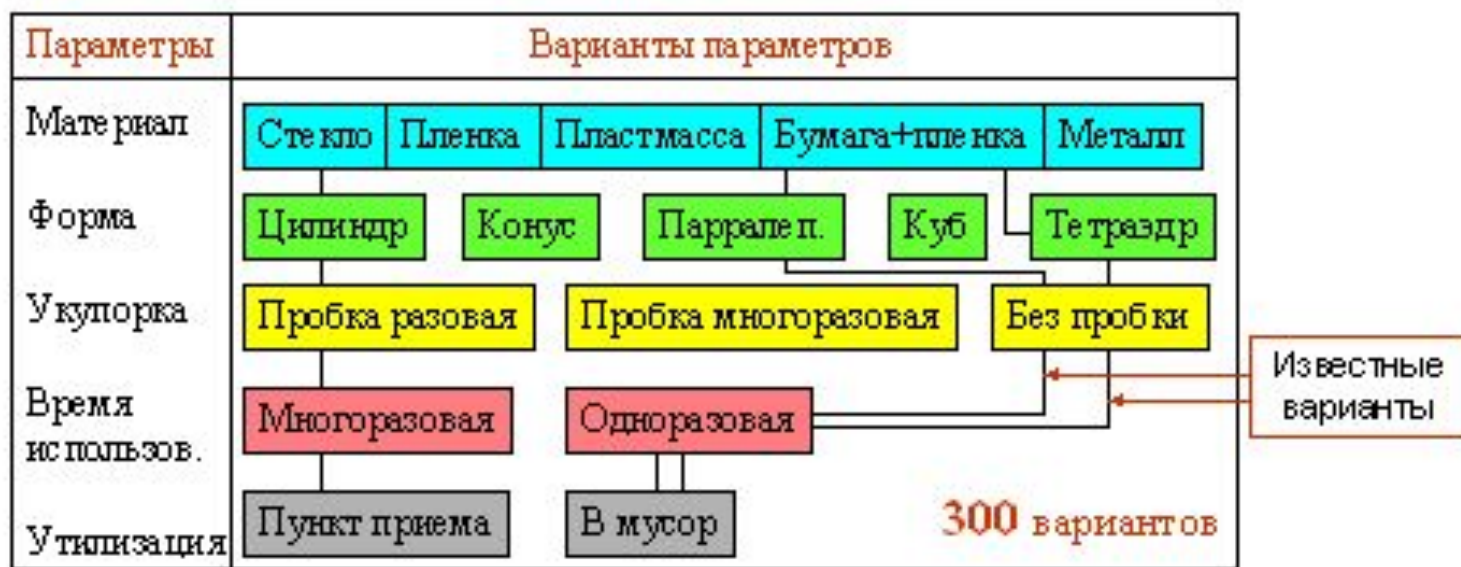 Параметры
Варианты параметров
Материал
Стекло Пленка Пластмасса Бумага+пленка Металл
Форма
Цилиндр Конус Парралеп. Куб Тетраэдр
Укупорка
Пробка разовая Пробка многоразовая Без пробки
Известные
варианты
Время
использов.
Многоразовая Одноразовая
Утилизация
Пункт приема В мусор
300 вариантов